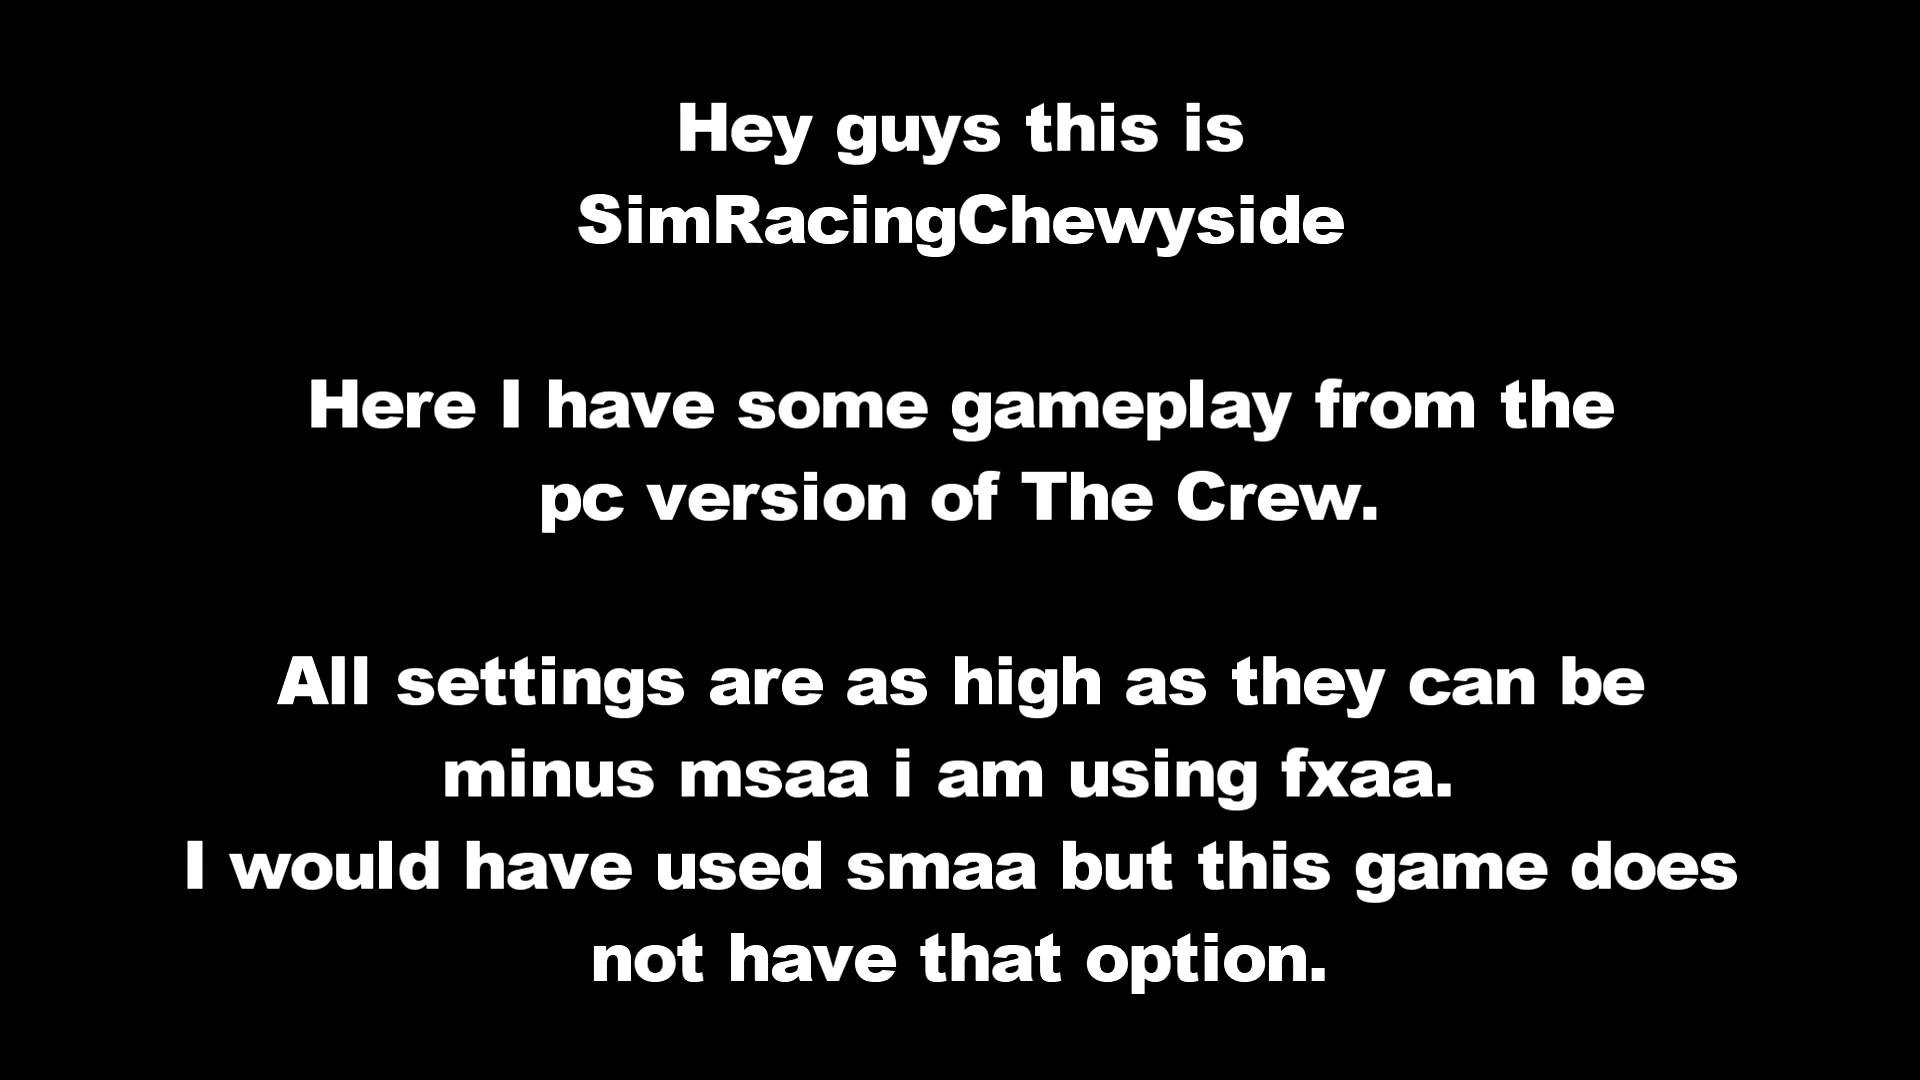 Hey guys this is
SimRacingChewyside
Here I have some gameplay from the
pc version of The Crew.
All settings are as high as they can be
minus msaa i am using fxaa.
I would have used smaa but this game does
not have that option.